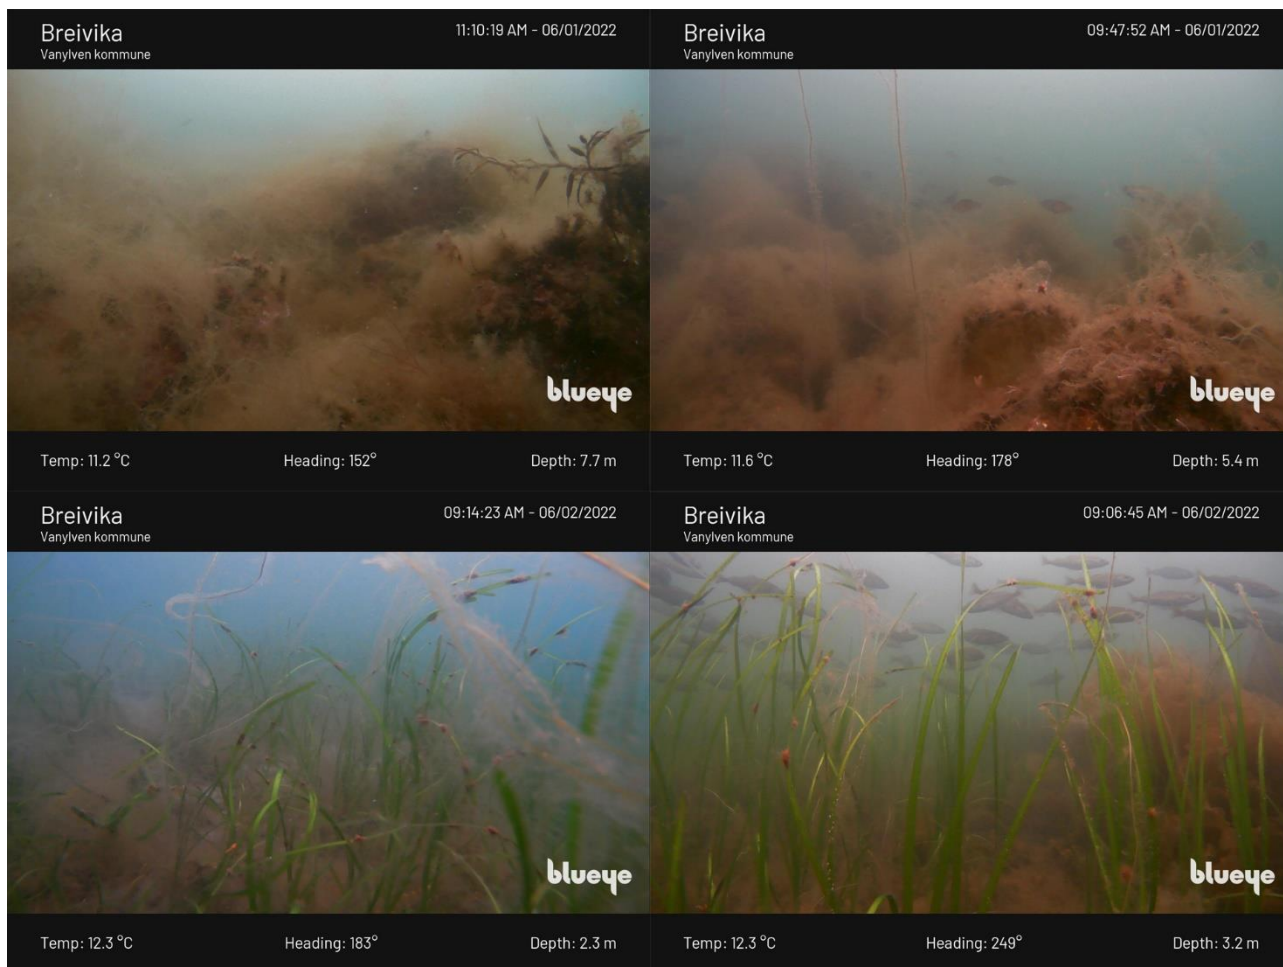 Breivika
11:10:19 AM - 06/01/2022
Vanylven kommune
blueye
Temp: 11.2 °C
Heading: 152°
Depth: 7.7 m
Breivika
09:47:52 AM - 06/01/2022
Vanylven kommune
blueye
Temp: 11.6 °C
Heading: 178°
Depth: 5.4 m
Breivika
09:14:23 AM - 06/02/2022
Vanylven kommune
blueye
Temp: 12.3 °C
Heading: 183°
Depth: 2.3 m
Breivika
09:06:45 AM - 06/02/2022
Vanylven kommune
blueye
Temp: 12.3 °C
Heading: 249°
Depth: 3.2 m